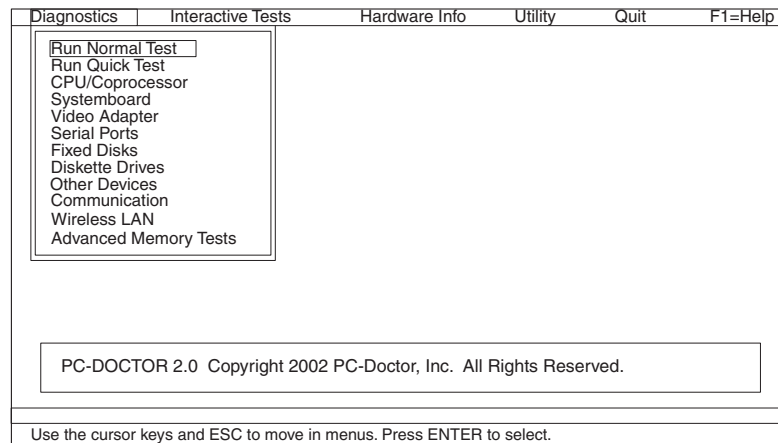 Diagnostics Interactive Tests Hardware Info Utility Quit F1=Help
Run Normal Test
Run Quick Test
CPU/Coprocessor
Systemboard
Video Adapter
Serial Ports
Fixed Disks
Diskette Drives
Other Devices
Communication
Wireless LAN
Advanced Memory Tests
PC-DOCTOR 2.0 Copyright 2002 PC-Doctor, Inc. All Rights Reserved.
Use the cursor keys and ESC to move in menus. Press ENTER to select.